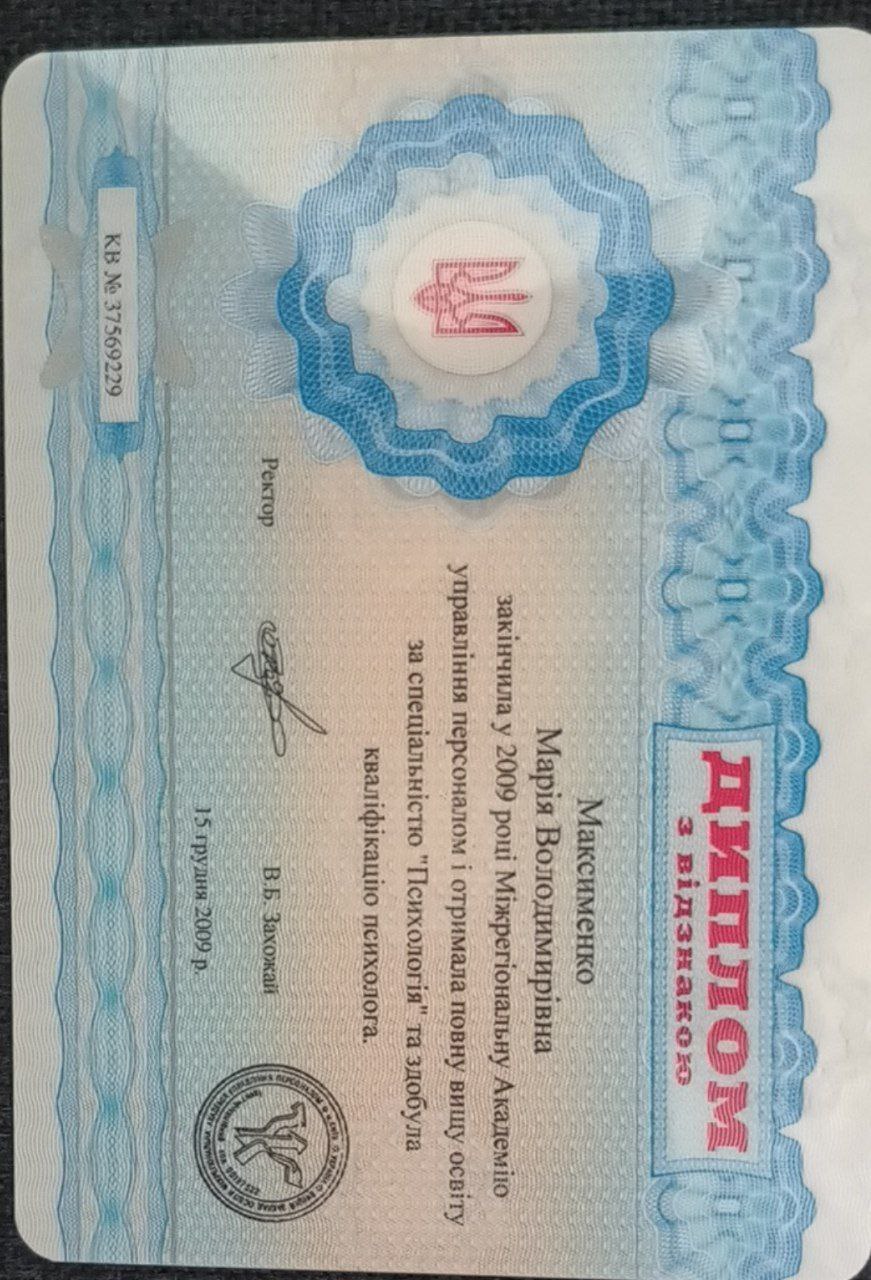 ДИПЛОМ
з відзнакою
Максименко
Марія Володимирівна
закінчила у 2009 році Міжрегіональну Академію
управління персоналом і отримала повну вищу освіту
за спеціальністю "Психологія" та здобула
кваліфікацію психолога.
Ректор В.Б. Захожай
15 грудня 2009 р.
КВ № 37569229